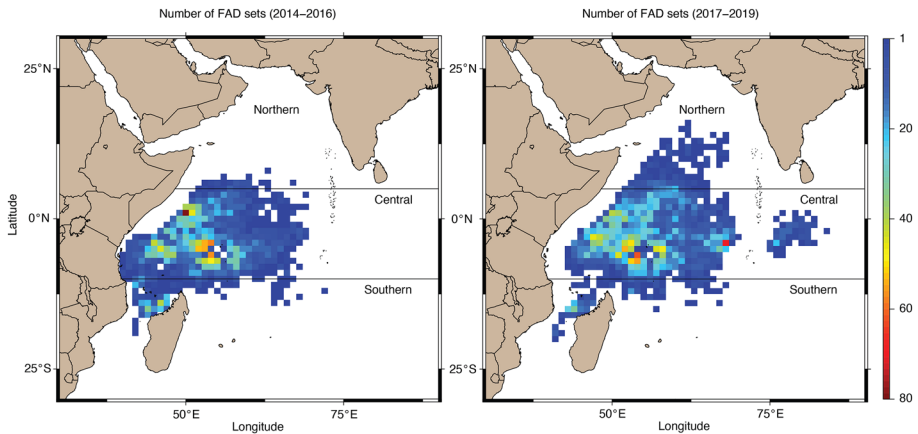 Number of FAD sets (2014–2016)
Number of FAD sets (2017–2019)
25°N
0°N
25°S
Latitude
Northern
Central
Southern
50°E
75°E
Longitude
Northern
Central
Southern
50°E
75°E
Longitude
1
20
40
60
80